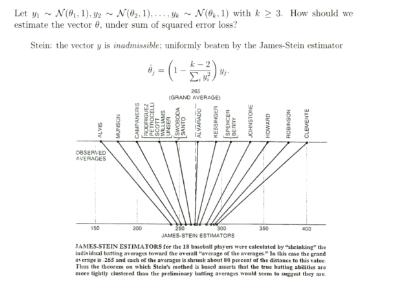 Let y₁ ∼ N(θ₁, 1), y₂ ∼ N(θ₂, 1), . . . , yₖ ∼ N(θₖ, 1) with k ≥ 3. How should we
estimate the vector θ, under sum of squared error loss?
Stein: the vector y is inadmissible; uniformly beaten by the James-Stein estimator
θ̂ⱼ = (1 − (k − 2) / ∑ᵢ yᵢ²) yⱼ.
265
(GRAND AVERAGE)
ALVIS
MUNSON
CAMPANERIS
RODRIGUEZ
PETROCELLI
SCOTT
WILLIAMS
UNSER
SWOBODA
SANTO
ALVARADO
KESSINGER
SPENCER
BERRY
JOHNSTONE
HOWARD
ROBINSON
CLEMENTE
OBSERVED
AVERAGES
150 200 250 300 350 400
JAMES-STEIN ESTIMATORS
JAMES-STEIN ESTIMATORS for the 18 baseball players were calculated by "shrinking" the
individual batting averages toward the overall "average of the averages." In this case the grand
average is .265 and each of the averages is shrunk about 80 percent of the distance to this value.
Thus the theorem on which Stein's method is based asserts that the true batting abilities are
more tightly clustered than the preliminary batting averages would seem to suggest they are.